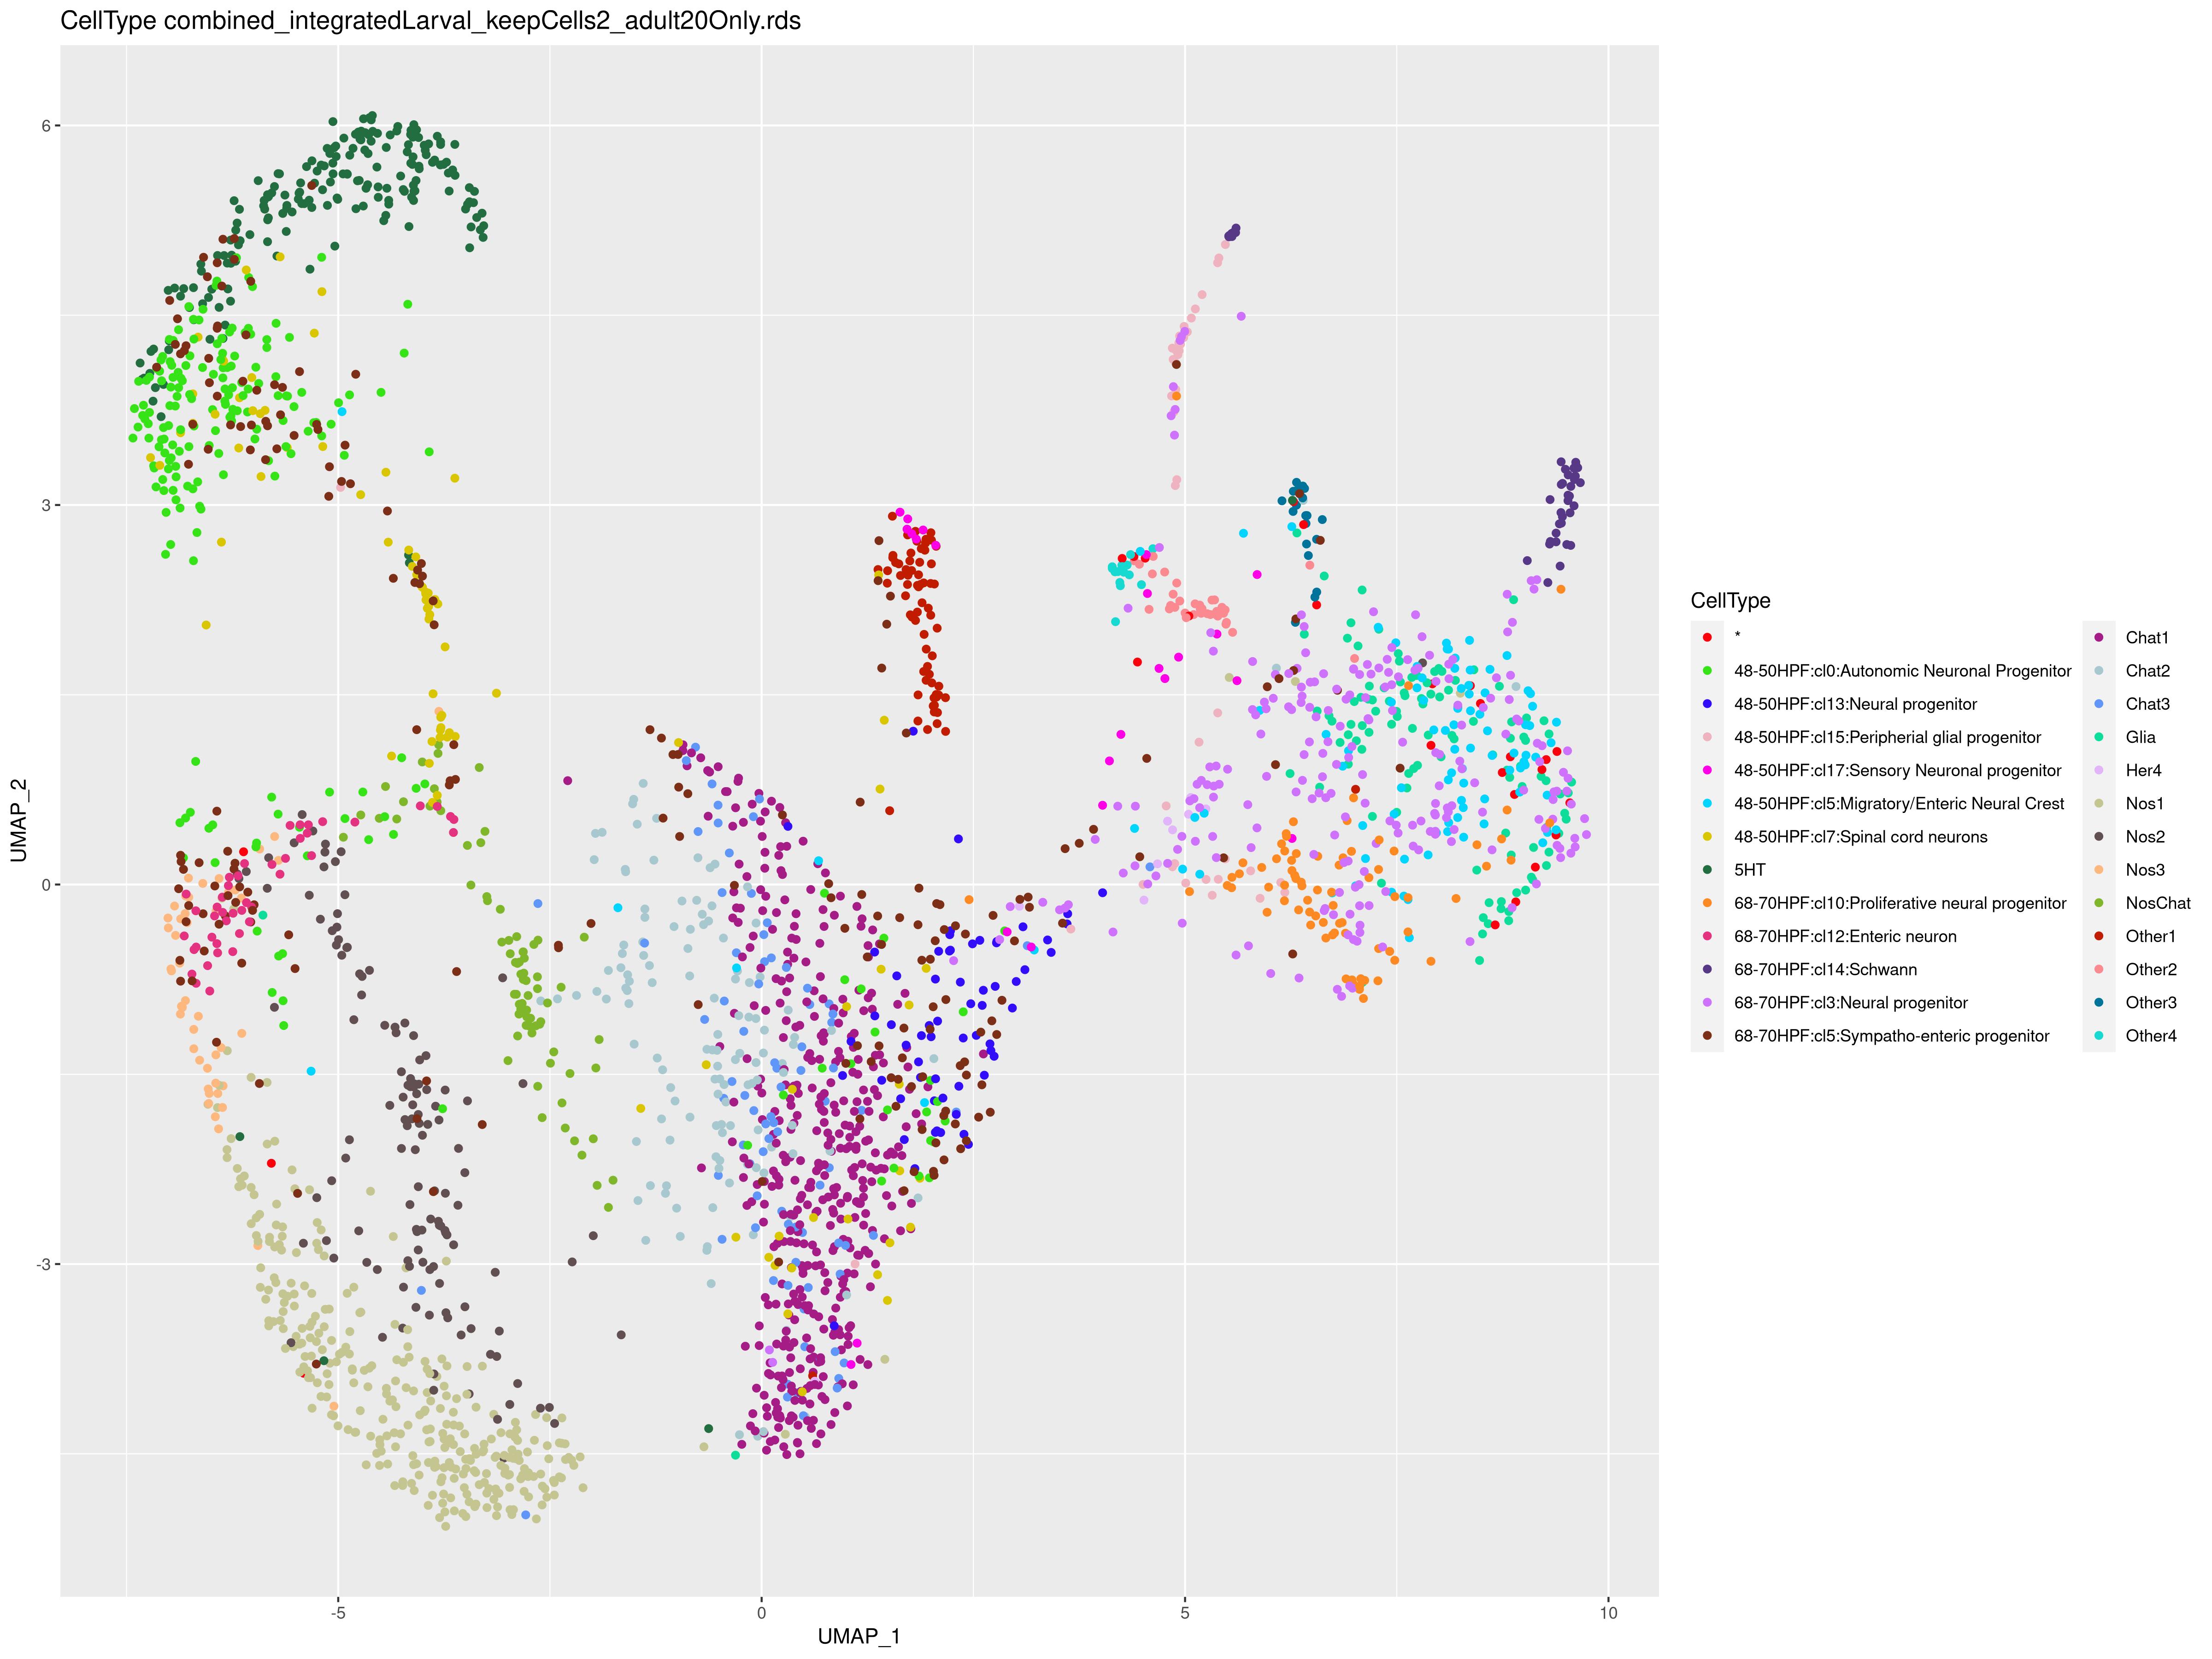 CellType combined_integratedLarval_keepCells2_adult20Only.rds
6
3
0
-3
UMAP_2
-5
0
5
10
UMAP_1
CellType
*
48-50HPF:cl0:Autonomic Neuronal Progenitor
48-50HPF:cl13:Neural progenitor
48-50HPF:cl15:Peripherial glial progenitor
48-50HPF:cl17:Sensory Neuronal progenitor
48-50HPF:cl5:Migratory/Enteric Neural Crest
48-50HPF:cl7:Spinal cord neurons
5HT
68-70HPF:cl10:Proliferative neural progenitor
68-70HPF:cl12:Enteric neuron
68-70HPF:cl14:Schwann
68-70HPF:cl3:Neural progenitor
68-70HPF:cl5:Sympatho-enteric progenitor
Chat1
Chat2
Chat3
Glia
Her4
Nos1
Nos2
Nos3
NosChat
Other1
Other2
Other3
Other4